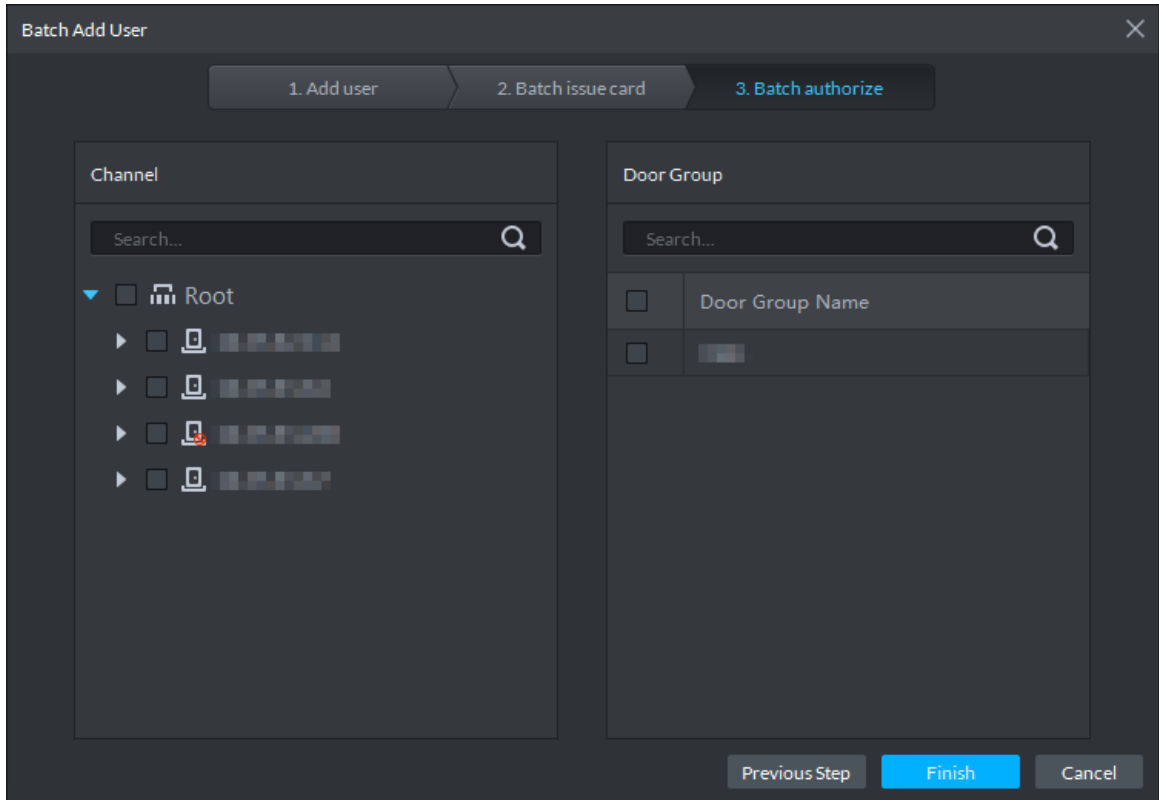 Batch Add User
1. Add user
2. Batch issue card
3. Batch authorize
Channel
Search...
Root
Door Group
Search...
Door Group Name
Previous Step
Finish
Cancel